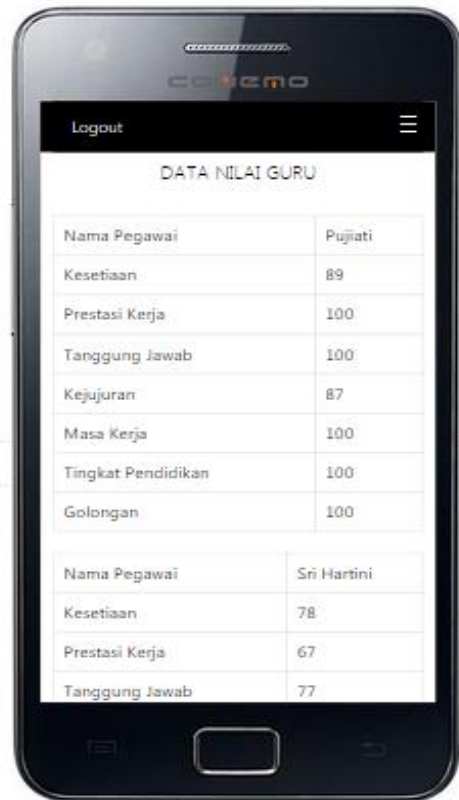 Logout
DATA NILAI GURU
Nama Pegawai Pujiati
Kesetiaan 89
Prestasi Kerja 100
Tanggung Jawab 100
Kejujuran 87
Masa Kerja 100
Tingkat Pendidikan 100
Golongan 100
Nama Pegawai Sri Hartini
Kesetiaan 78
Prestasi Kerja 67
Tanggung Jawab 77